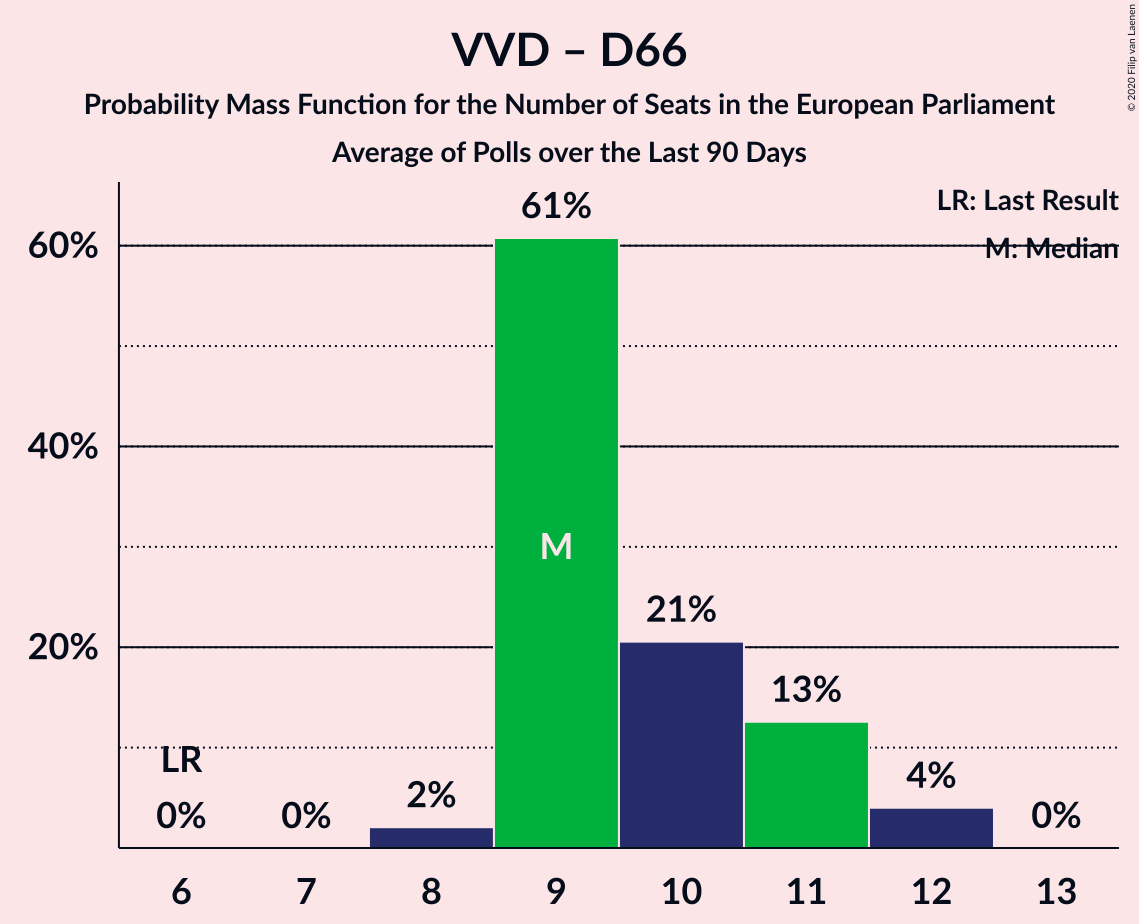 VVD – D66
Probability Mass Function for the Number of Seats in the European Parliament
Average of Polls over the Last 90 Days
© 2020 Filip van Laenen
LR: Last Result
M: Median
60%
40%
20%
61%
M
21%
13%
LR
0%
0%
2%
4%
0%
6 7 8 9 10 11 12 13